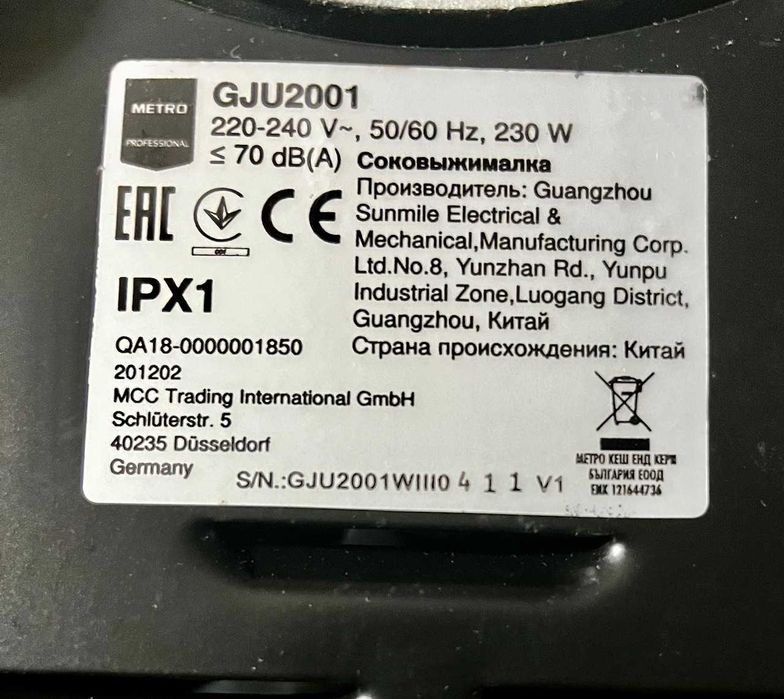 METRO
PROFESSIONAL
GJU2001
220-240 V~, 50/60 Hz, 230 W
≤ 70 dB(A) Соковыжималка
Производитель: Guangzhou
Sunmile Electrical &
Mechanical,Manufacturing Corp.
Ltd.No.8, Yunzhan Rd., Yunpu
Industrial Zone,Luogang District,
Guangzhou, Китай
Страна происхождения: Китай
EAC
CE
IPX1
QA18-0000001850
201202
MCC Trading International GmbH
Schlüterstr. 5
40235 Düsseldorf
Germany
МЕТРО КЕШ ЕНД КЕРИ
БЪЛГАРИЯ ЕООД
ЕИК 121644736
S/N.:GJU2001WIII0 4 1 1 V1